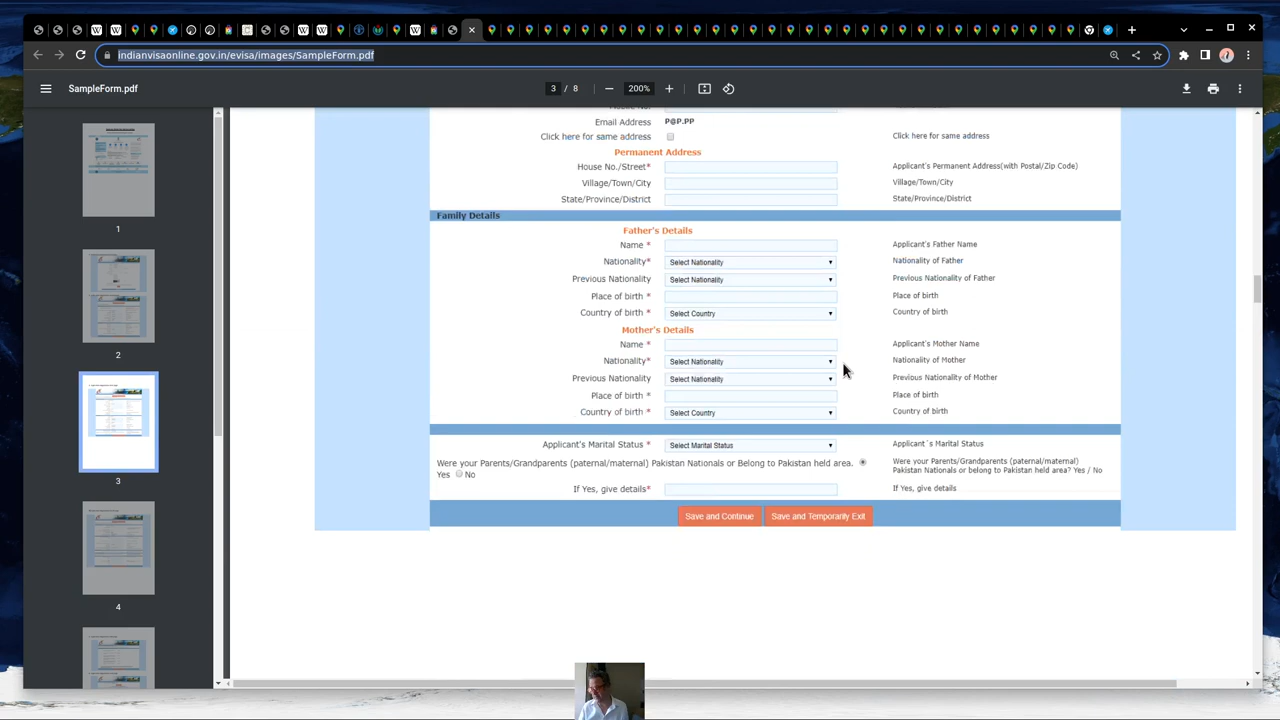 indianvisaonline.gov.in/evisa/images/SampleForm.pdf
SampleForm.pdf
3 / 8
200%
1
2
3
4
Email Address P@P.PP
Click here for same address Click here for same address
Permanent Address
House No./Street* Applicant's Permanent Address(with Postal/Zip Code)
Village/Town/City Village/Town/City
State/Province/District State/Province/District
Family Details
Father's Details
Name * Applicant's Father Name
Nationality* Select Nationality Nationality of Father
Previous Nationality Select Nationality Previous Nationality of Father
Place of birth * Place of birth
Country of birth * Select Country Country of birth
Mother's Details
Name * Applicant's Mother Name
Nationality* Select Nationality Nationality of Mother
Previous Nationality Select Nationality Previous Nationality of Mother
Place of birth * Place of birth
Country of birth * Select Country Country of birth
Applicant's Marital Status * Select Marital Status Applicant`s Marital Status
Were your Parents/Grandparents (paternal/maternal) Pakistan Nationals or Belong to Pakistan held area. Were your Parents/Grandparents (paternal/maternal)
Yes No Pakistan Nationals or belong to Pakistan held area? Yes / No
If Yes, give details* If Yes, give details
Save and Continue Save and Temporarily Exit